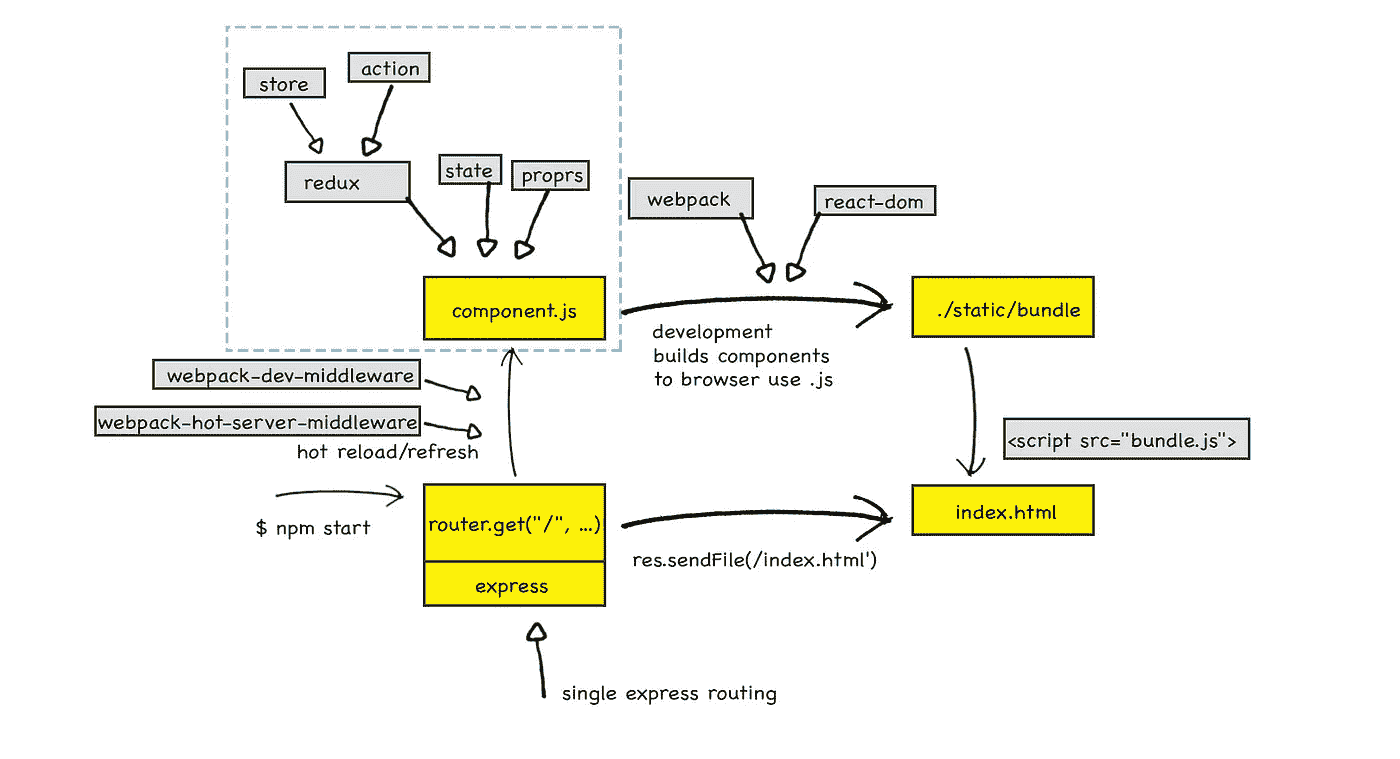 store
action
redux
state
proprs
webpack
react-dom
component.js
./static/bundle
development
builds components
to browser use .js
webpack-dev-middleware
webpack-hot-server-middleware
hot reload/refresh
<script src="bundle.js">
$ npm start
router.get("/", ...)
index.html
res.sendFile(/index.html')
express
single express routing